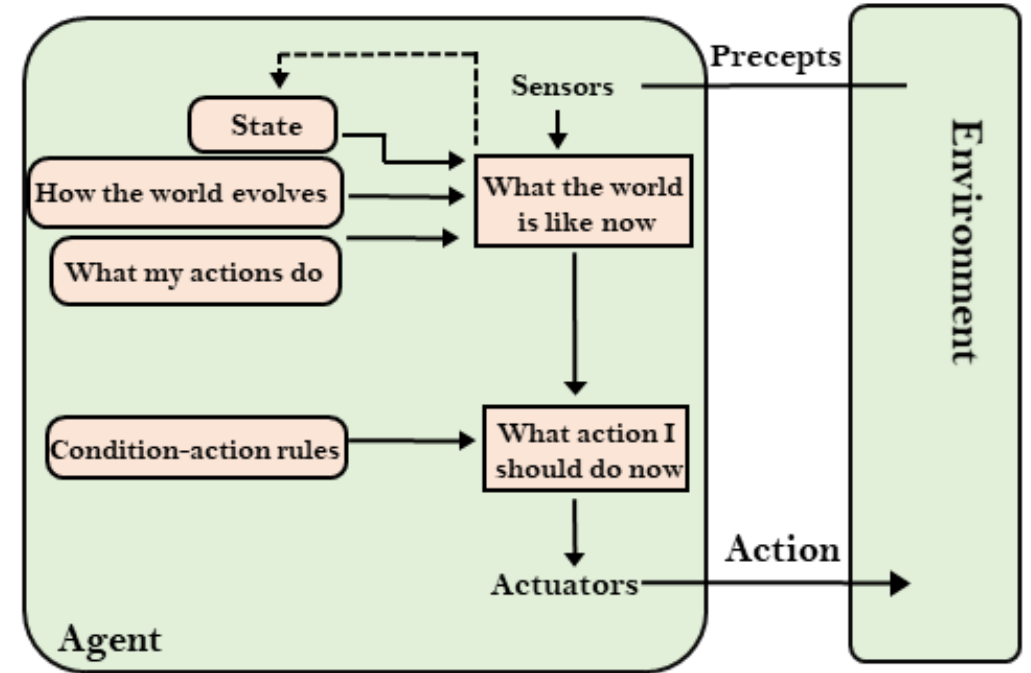 Precepts
Sensors
State
How the world evolves
What my actions do
What the world
is like now
Environment
Condition-action rules
What action I
should do now
Action
Actuators
Agent